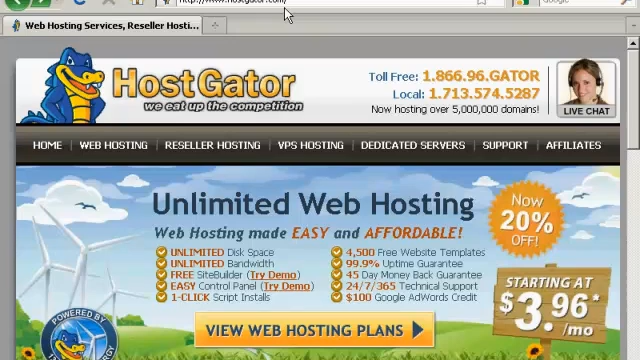 http://www.hostgator.com/
Google
Web Hosting Services, Reseller Hosti...
HostGator
we eat up the competition
Toll Free: 1.866.96.GATOR
Local: 1.713.574.5287
Now hosting over 5,000,000 domains!
LIVE CHAT
HOME
WEB HOSTING
RESELLER HOSTING
VPS HOSTING
DEDICATED SERVERS
SUPPORT
AFFILIATES
Unlimited Web Hosting
Web Hosting made EASY and AFFORDABLE!
UNLIMITED Disk Space
UNLIMITED Bandwidth
FREE SiteBuilder (Try Demo)
EASY Control Panel (Try Demo)
1-CLICK Script Installs
4,500 Free Website Templates
99.9% Uptime Guarantee
45 Day Money Back Guarantee
24/7/365 Technical Support
$100 Google AdWords Credit
Now
20%
OFF!
STARTING AT
$3.96*
/mo
VIEW WEB HOSTING PLANS
POWERED BY